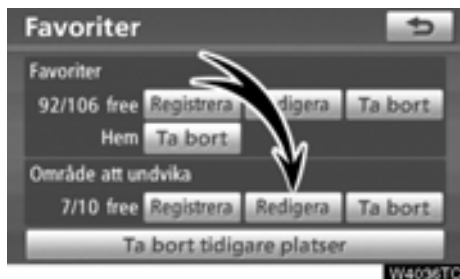 Favoriter
Favoriter
92/106 free Registrera digera Ta bort
Hem Ta bort
Område att undvika
7/10 free Registrera Redigera Ta bort
Ta bort tidigare platser
W4036TC